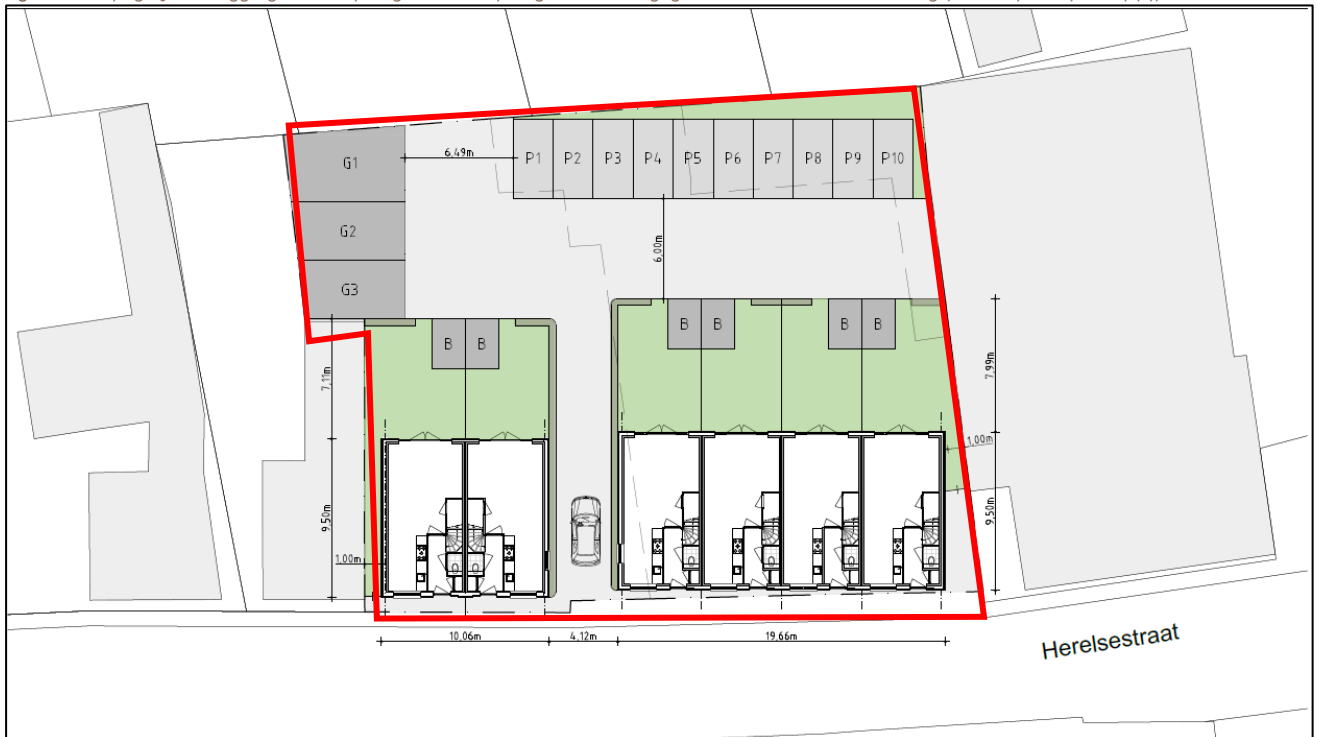 G1
6.49m
P1 P2 P3 P4 P5 P6 P7 P8 P9 P10
G2
6.00m
G3
B B
B B
B B
7.11m
7.99m
1.00m
9.50m
9.50m
1.00m
10.06m
4.12m
19.66m
Herelsestraat